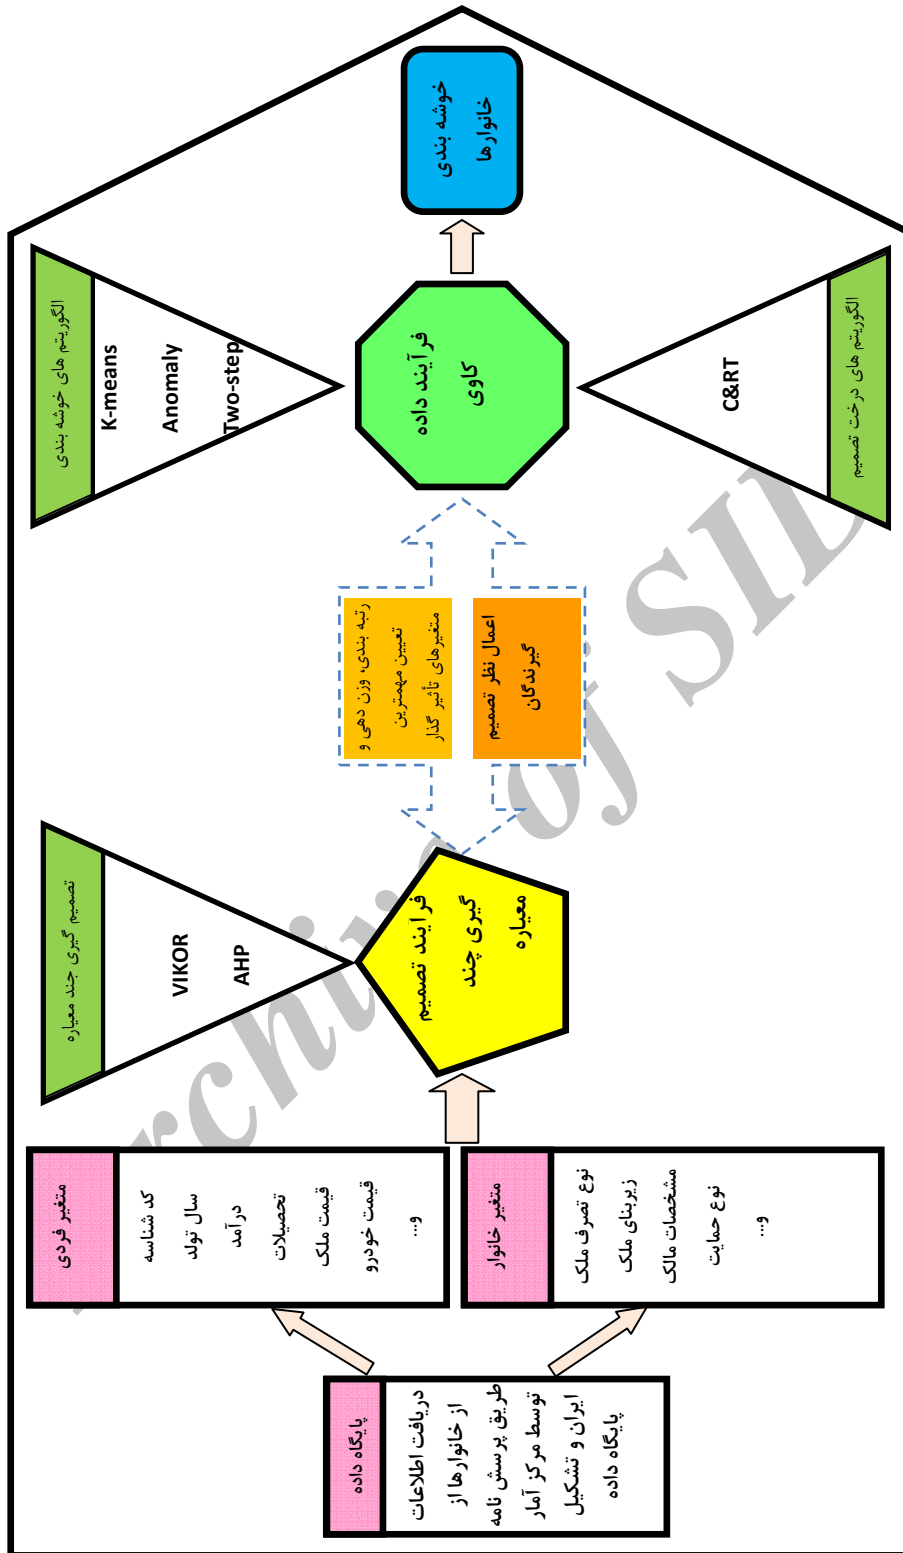 پایگاه داده
دریافت اطلاعات
از خانوارها از
طریق پرسش نامه
توسط مرکز آمار
ایران و تشکیل
پایگاه داده
متغیر فردی
کد شناسه
سال تولد
درآمد
تحصیلات
قیمت ملک
قیمت خودرو
و...
متغیر خانوار
نوع تصرف ملک
زیربنای ملک
مشخصات مالک
نوع حمایت
و...
تصمیم گیری چند معیاره
VIKOR
AHP
فرآیند تصمیم
گیری چند
معیاره
رتبه بندی، وزن دهی و
تعیین مهمترین
متغیرهای تأثیر گذار
اعمال نظر تصمیم
گیرندگان
الگوریتم های خوشه بندی
K-means
Anomaly
Two-step
فرآیند داده
کاوی
C&RT
الگوریتم های درخت تصمیم
خوشه بندی
خانوارها
Archive of SID